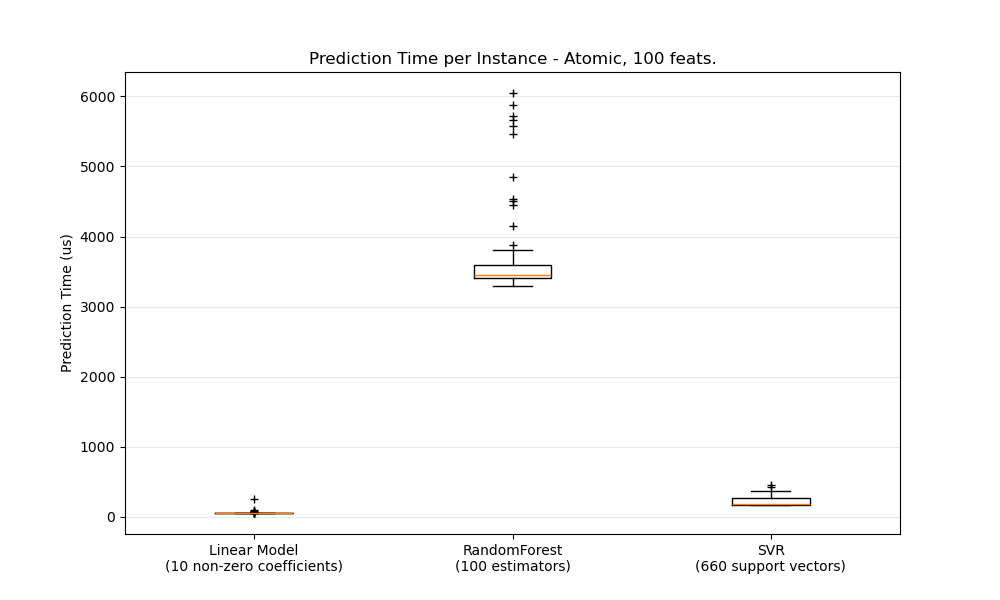 Prediction Time per Instance - Atomic, 100 feats.
6000
5000
4000
3000
2000
1000
0
Prediction Time (us)
Linear Model
(10 non-zero coefficients)
RandomForest
(100 estimators)
SVR
(660 support vectors)